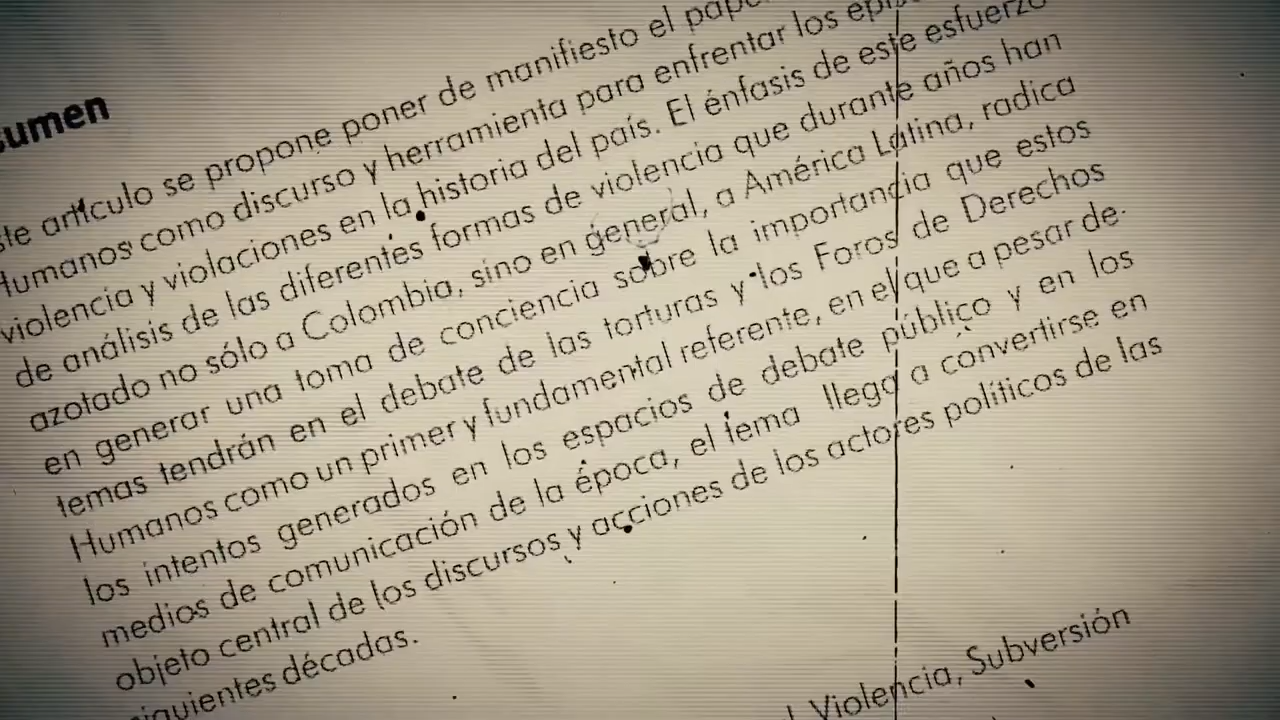 sumen
ste artículo se propone poner de manifiesto el pape
Humanos como discurso y herramienta para enfrentar los epis
violencia y violaciones en la historia del país. El énfasis de este esfuerzo
de análisis de las diferentes formas de violencia que durante años han
azotado no sólo a Colombia, sino en general, a América Latina, radica
en generar una toma de conciencia sobre la importancia que estos
temas tendrán en el debate de las torturas y los Foros de Derechos
Humanos como un primer y fundamental referente, en el que a pesar de
los intentos generados en los espacios de debate público y en los
medios de comunicación de la época, el tema llega a convertirse en
objeto central de los discursos y acciones de los actores políticos de las
siguientes décadas.
l Violencia, Subversión